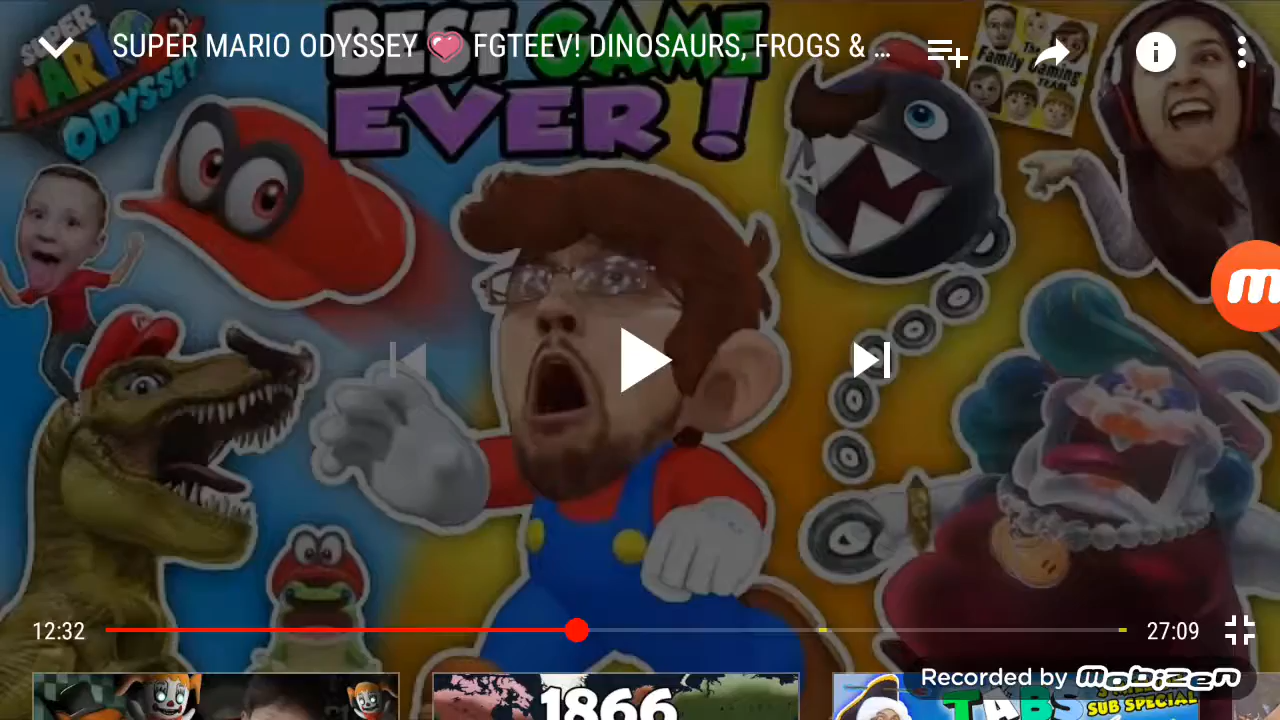 SUPER MARIO ODYSSEY
SUPER MARIO ODYSSEY 💗 FGTEEV! DINOSAURS, FROGS & ...
BEST GAME
EVER!
The
Family Gaming
TEAM
m
12:32
27:09
Recorded by mobizen
1866
TABS
SUB SPECIAL